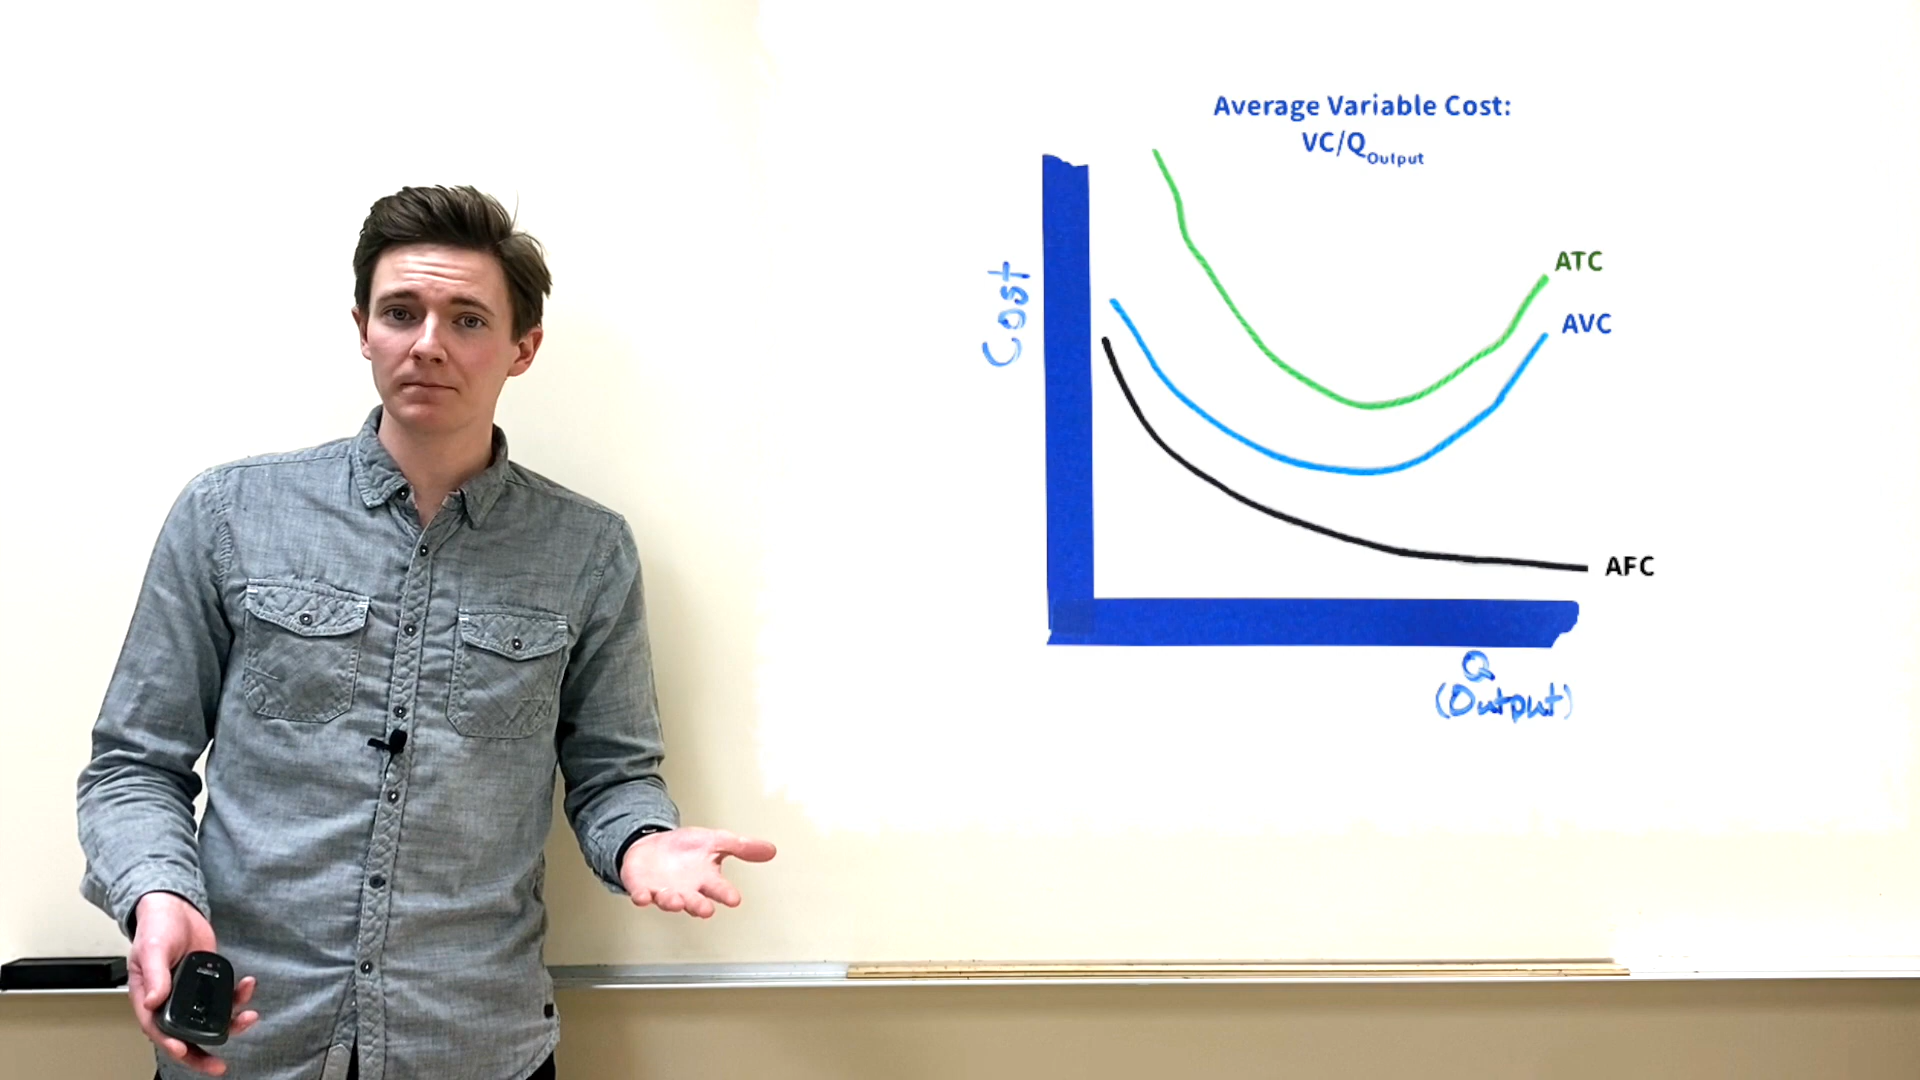 Average Variable Cost:
VC/QOutput
ATC
AVC
Cost
AFC
Q
(Output)